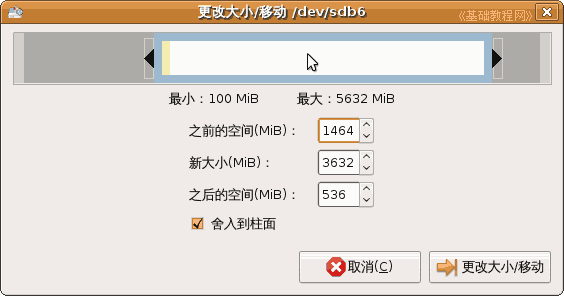 更改大小/移动 /dev/sdb6
《基础教程网》
最小：100 MiB 最大：5632 MiB
之前的空间(MiB)： 1464
新大小(MiB)： 3632
之后的空间(MiB)： 536
舍入到柱面
取消(C) 更改大小/移动